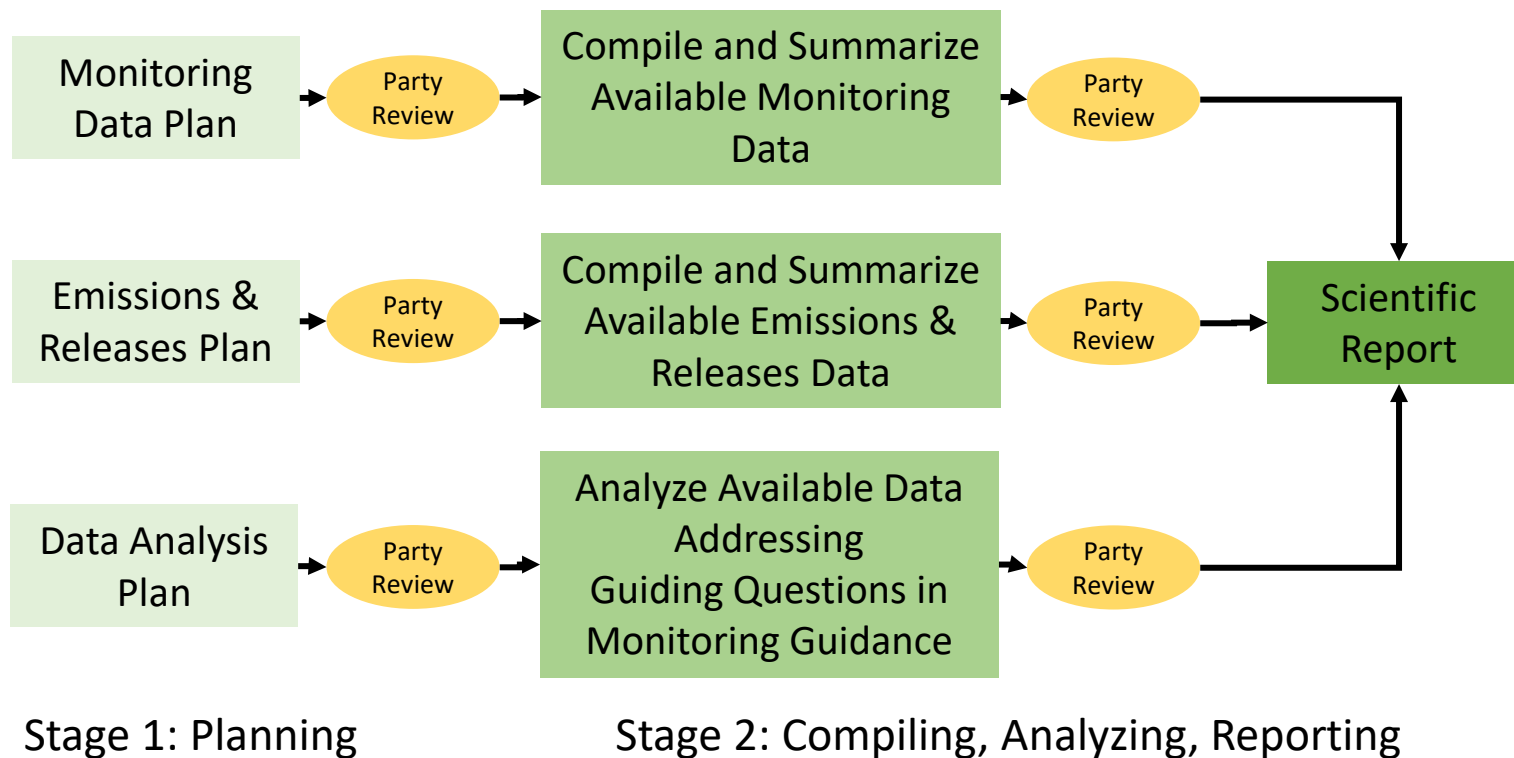 Monitoring
Data Plan
Party
Review
Compile and Summarize
Available Monitoring
Data
Party
Review
Emissions &
Releases Plan
Party
Review
Compile and Summarize
Available Emissions &
Releases Data
Party
Review
Scientific
Report
Data Analysis
Plan
Party
Review
Analyze Available Data
Addressing
Guiding Questions in
Monitoring Guidance
Party
Review
Stage 1: Planning
Stage 2: Compiling, Analyzing, Reporting